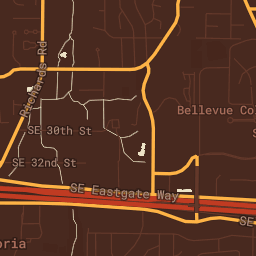 Richards Rd
Bellevue Co
SE 30th St
S
SE 32nd St
SE Eastgate Way
SE
oria